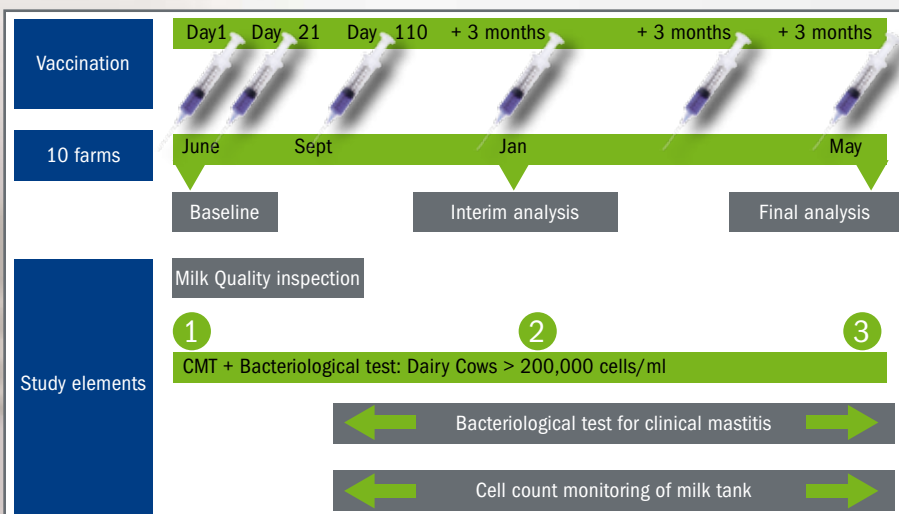 Day1 Day 21 Day 110 + 3 months + 3 months + 3 months
Vaccination
10 farms
June Sept Jan May
Baseline Interim analysis Final analysis
Milk Quality inspection
1 2 3
CMT + Bacteriological test: Dairy Cows > 200,000 cells/ml
Study elements
Bacteriological test for clinical mastitis
Cell count monitoring of milk tank